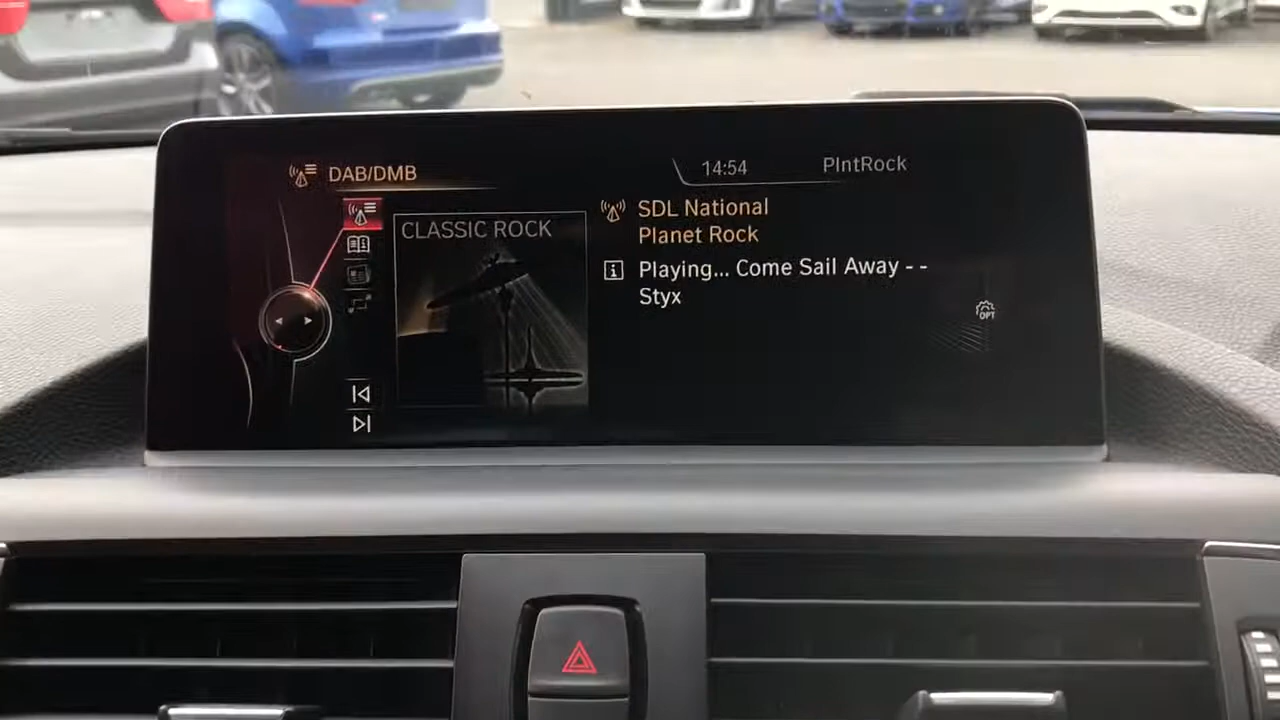 DAB/DMB
14:54
PlntRock
CLASSIC ROCK
SDL National
Planet Rock
Playing... Come Sail Away - -
Styx
OPT